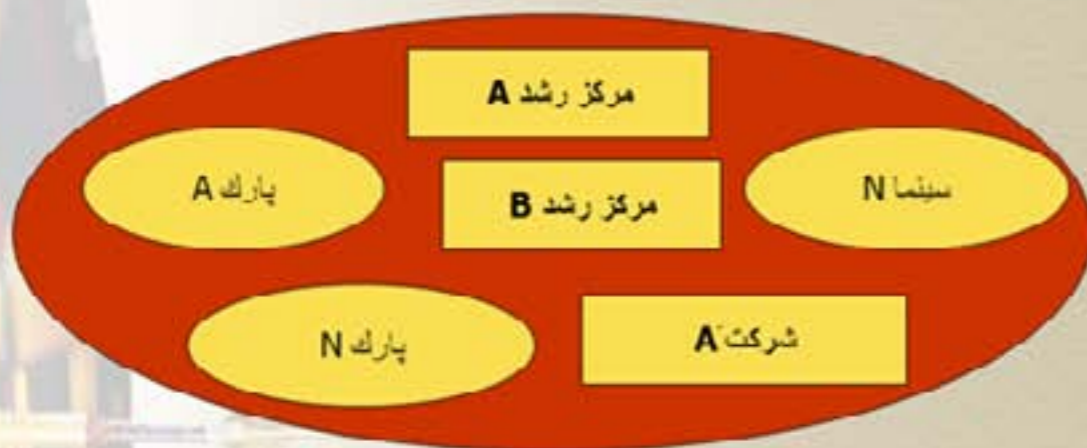 مرکز رشد A
سینما N
پارك A
مرکز رشد B
شرکت A
پارك N